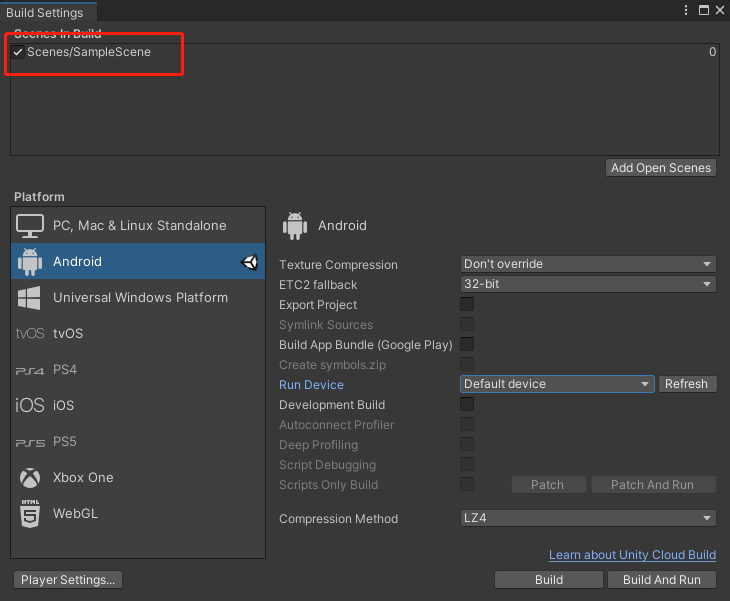 Build Settings
Scenes In Build
Scenes/SampleScene 0
Add Open Scenes
Platform
PC, Mac & Linux Standalone
Android
Universal Windows Platform
tvOS tvOS
PS4 PS4
iOS iOS
PS5 PS5
Xbox One
HTML 5 WebGL
Android
Texture Compression Don't override
ETC2 fallback 32-bit
Export Project
Symlink Sources
Build App Bundle (Google Play)
Create symbols.zip
Run Device Default device Refresh
Development Build
Autoconnect Profiler
Deep Profiling
Script Debugging
Scripts Only Build Patch Patch And Run
Compression Method LZ4
Learn about Unity Cloud Build
Player Settings... Build Build And Run